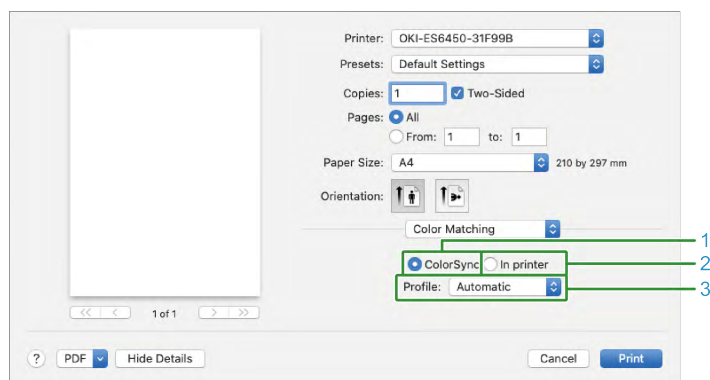 Printer: OKI-ES6450-31F99B
Presets: Default Settings
Copies: 1 Two-Sided
Pages: All
From: 1 to: 1
Paper Size: A4 210 by 297 mm
Orientation:
Color Matching
1
ColorSync In printer
2
Profile: Automatic
3
<< < 1 of 1 > >>
? PDF Hide Details Cancel Print